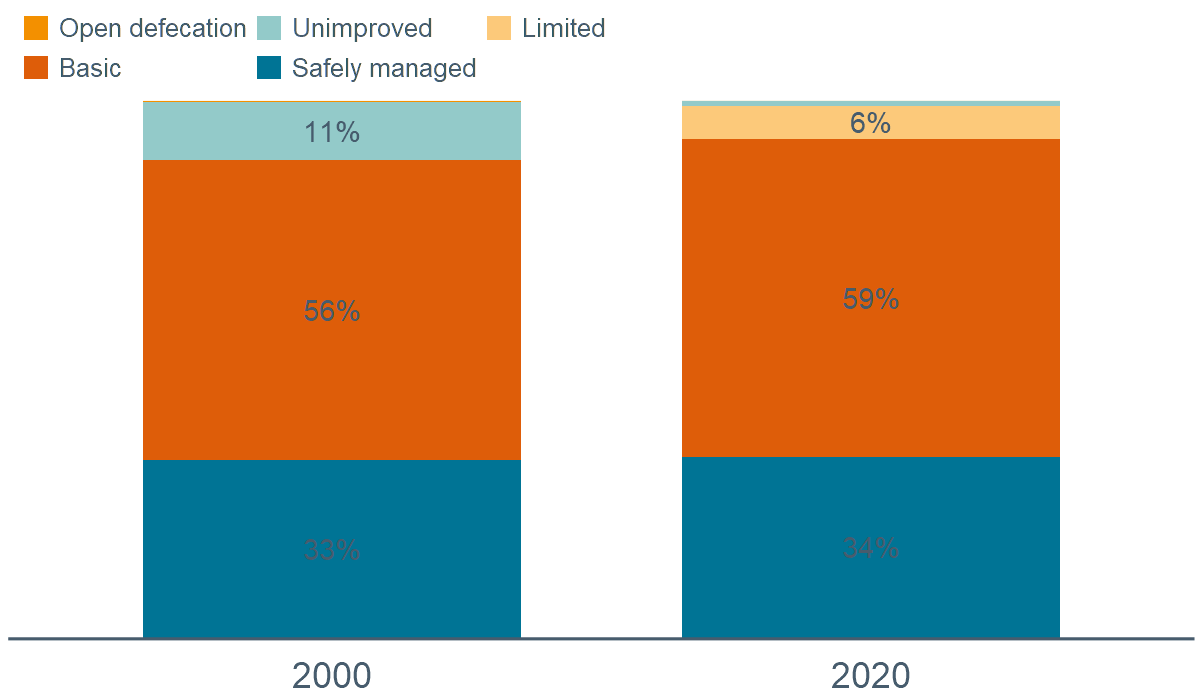 Open defecation Unimproved Limited
Basic Safely managed
11% 6%
56% 59%
33% 34%
2000 2020